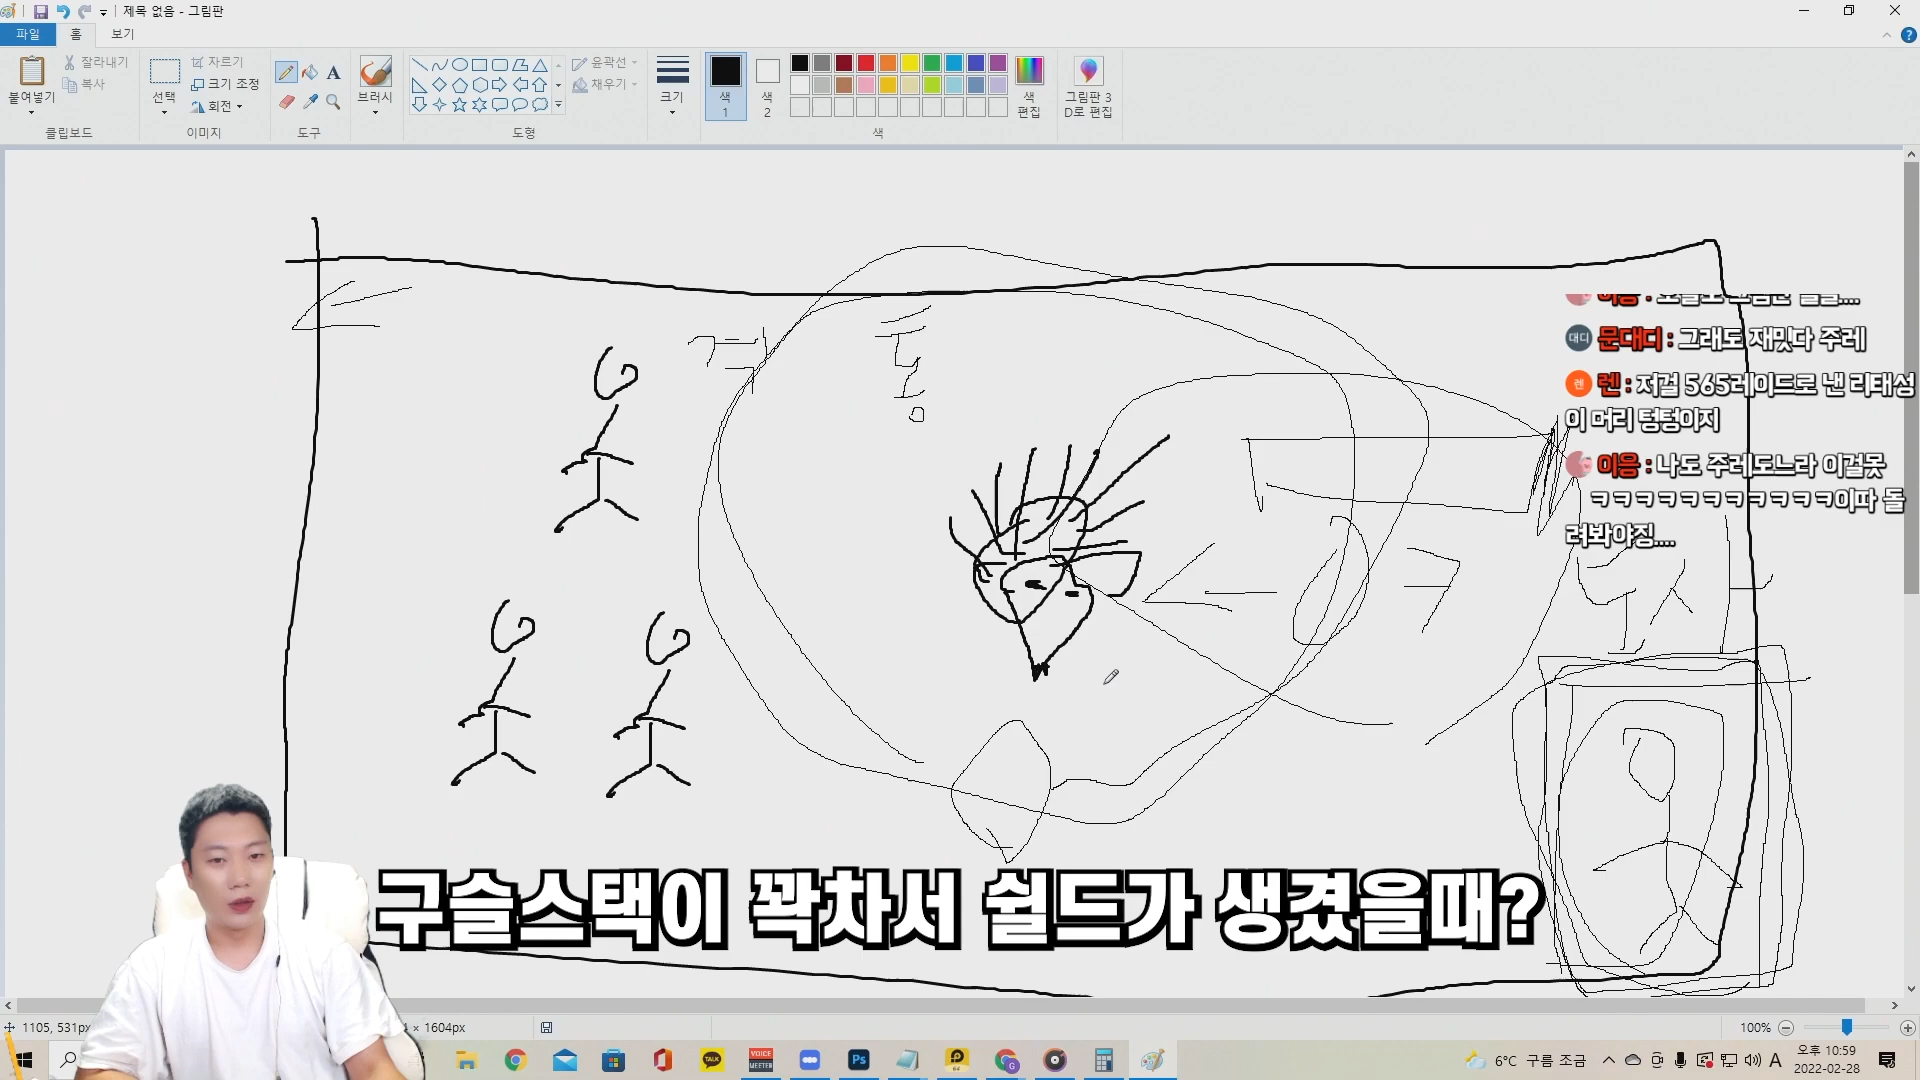 제목 없음 - 그림판
파일
홈
보기
붙여넣기
잘라내기
복사
클립보드
선택
자르기
크기 조정
회전
이미지
A
도구
브러시
윤곽선
채우기
도형
크기
색
1
색
2
색
편집
색
그림판 3
D로 편집
문대디 : 그래도 재밌다 주레
렌 : 저걸 565레이드로 낸 리태성
이 머리 텅텅이지
이응 : 나도 주레도느라 이걸못
ㅋㅋㅋㅋㅋㅋㅋㅋㅋㅋㅋ이따 돌
려봐야징....
구슬스택이 꽉차서 쉴드가 생겼을때?
1105, 531px
× 1604px
100%
TALK
VOICE
MEETER
Ps
64
G
6°C 구름 조금
A
오후 10:59
2022-02-28